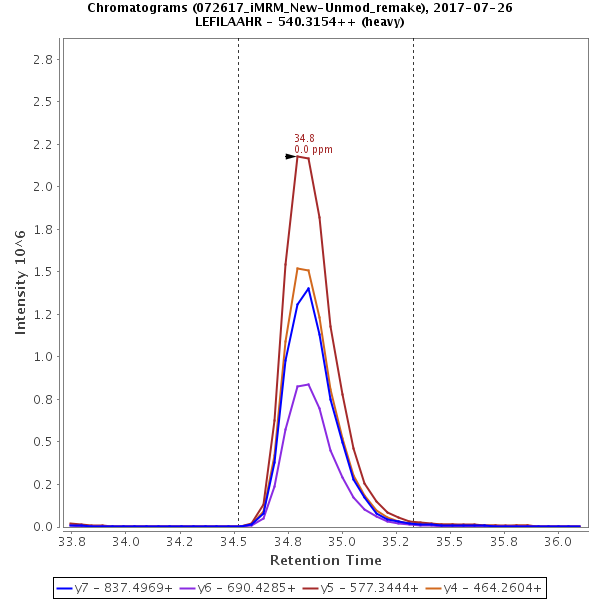 Chromatograms (072617_iMRM_New-Unmod_remake), 2017-07-26
LEFILAAHR - 540.3154++ (heavy)
2.8
2.5
2.2
2.0
1.8
1.5
1.2
1.0
0.8
0.5
0.2
0.0
Intensity 10^6
34.8
0.0 ppm
33.8 34.0 34.2 34.5 34.8 35.0 35.2 35.5 35.8 36.0
Retention Time
y7 - 837.4969+ y6 - 690.4285+ y5 - 577.3444+ y4 - 464.2604+